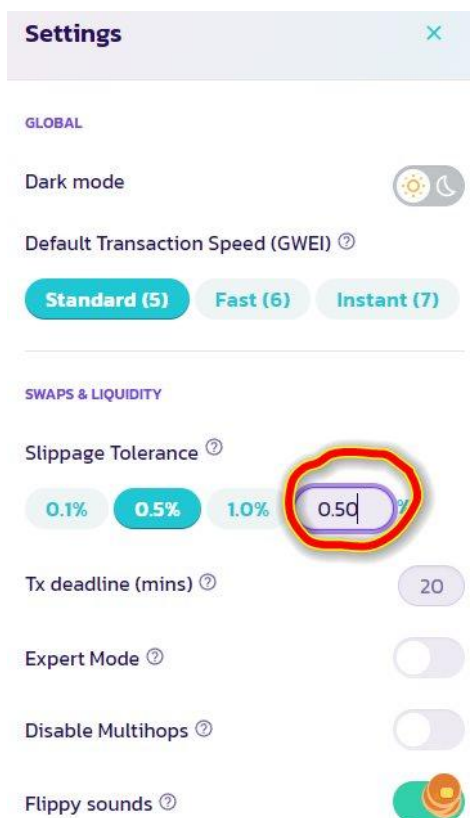 Settings
GLOBAL
Dark mode
Default Transaction Speed (GWEI) ?
Standard (5) Fast (6) Instant (7)
SWAPS & LIQUIDITY
Slippage Tolerance ?
0.1% 0.5% 1.0% 0.50 %
Tx deadline (mins) ? 20
Expert Mode ?
Disable Multihops ?
Flippy sounds ?